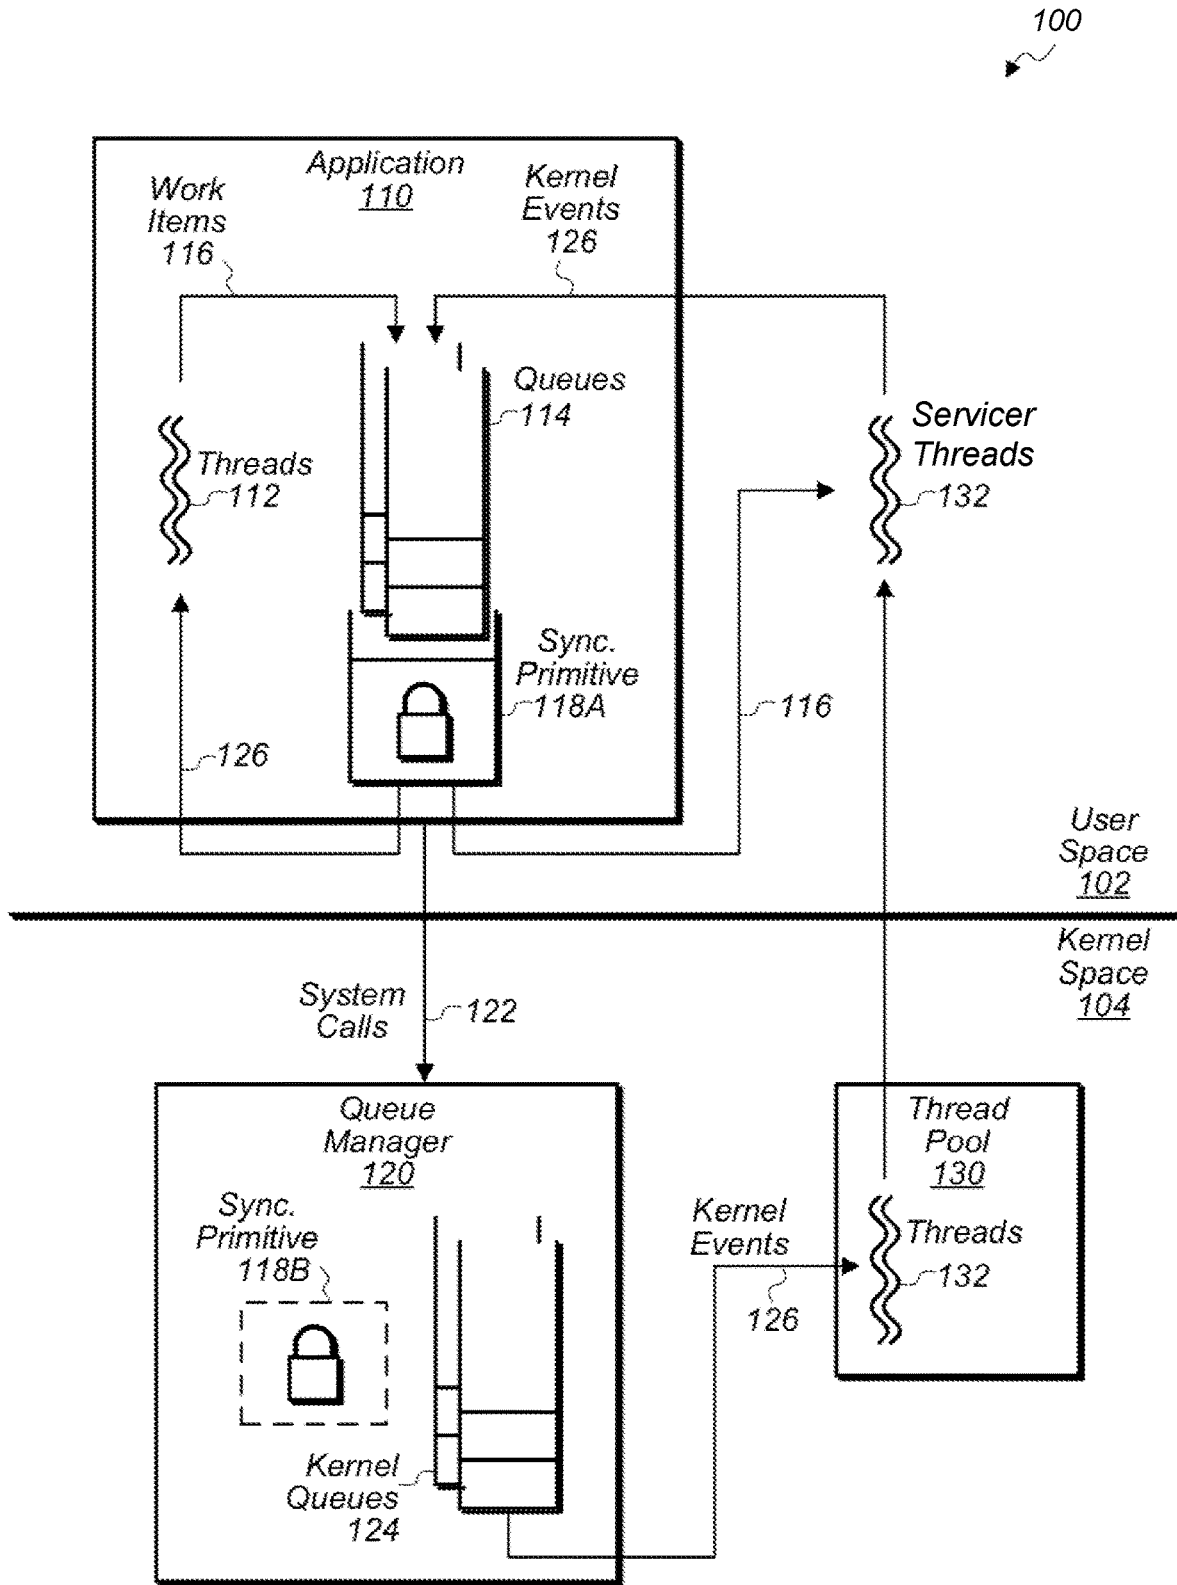 100
Application
110
Work
Items
116
Kernel
Events
126
Queues
114
Threads
112
Servicer
Threads
132
Sync.
Primitive
118A
116
126
User
Space
102
Kernel
Space
104
System
Calls
122
Queue
Manager
120
Sync.
Primitive
118B
Kernel
Queues
124
Kernel
Events
126
Thread
Pool
130
Threads
132